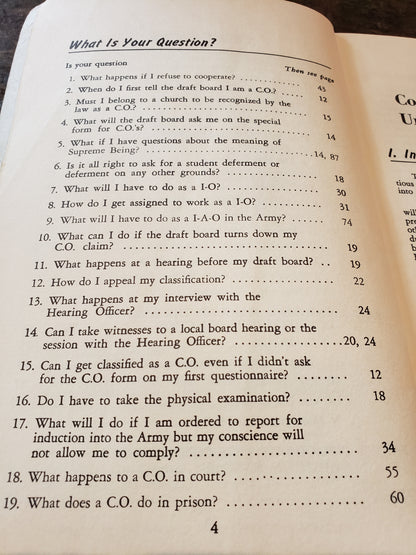 What Is Your Question?
Is your question
Then see page
1. What happens if I refuse to cooperate? .............. 45
2. When do I first tell the draft board I am a C.O.? ......
3. Must I belong to a church to be recognized by the 12
law as a C.O.? ................................ 15
4. What will the draft board ask me on the special
form for C.O.'s? .............................. 14
5. What if I have questions about the meaning of
Supreme Being? .............................14, 87
6. Is it all right to ask for a student deferment or
deferment on any other grounds? ................ 18
7. What will I have to do as a I-O? ................ 30
8. How do I get assigned to work as a I-O? .......... 31
9. What will I have to do as I-A-O in the Army? ...... 74
10. What can I do if the draft board turns down my
C.O. claim? .................................. 19
11. What happens at a hearing before my draft board? .. 19
12. How do I appeal my classification? .............. 22
13. What happens at my interview with the
Hearing Officer? .............................. 24
14. Can I take witnesses to a local board hearing or the
session with the Hearing Officer? ................20, 24
15. Can I get classified as a C.O. even if I didn't ask
for the C.O. form on my first questionnaire? ........ 12
16. Do I have to take the physical examination? ........ 18
17. What will I do if I am ordered to report for
induction into the Army but my conscience will
not allow me to comply? ........................ 34
18. What happens to a C.O. in court? ................ 55
19. What does a C.O. do in prison? .................. 60
4
Co
U
I. In
T
tious
into
will
pre